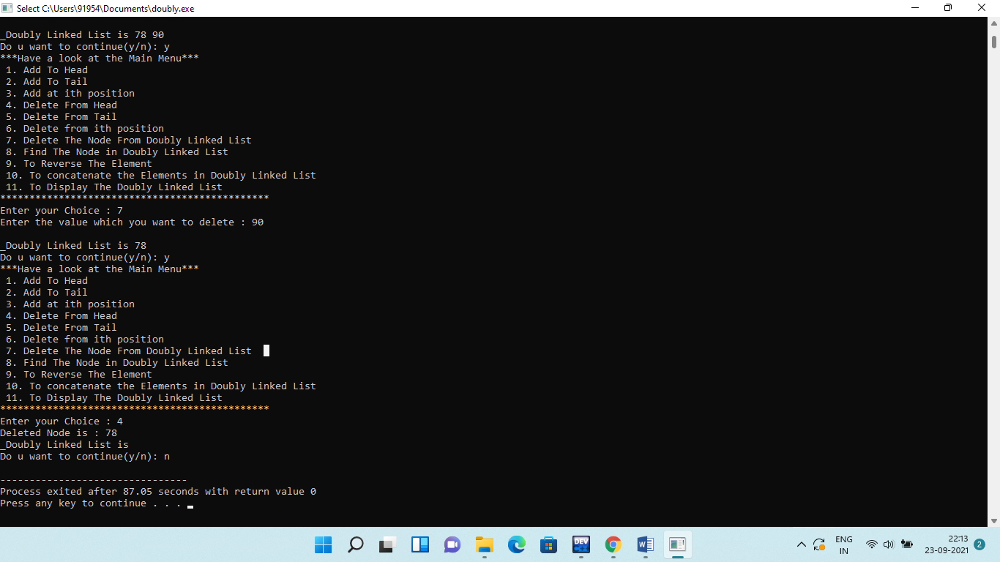 Select C:\Users\91954\Documents\doubly.exe
_Doubly Linked List is 78 90
Do u want to continue(y/n): y
***Have a look at the Main Menu***
1. Add To Head
2. Add To Tail
3. Add at ith position
4. Delete From Head
5. Delete From Tail
6. Delete from ith position
7. Delete The Node From Doubly Linked List
8. Find The Node in Doubly Linked List
9. To Reverse The Element
10. To concatenate the Elements in Doubly Linked List
11. To Display The Doubly Linked List
**********************************************
Enter your Choice : 7
Enter the value which you want to delete : 90
_Doubly Linked List is 78
Do u want to continue(y/n): y
***Have a look at the Main Menu***
1. Add To Head
2. Add To Tail
3. Add at ith position
4. Delete From Head
5. Delete From Tail
6. Delete from ith position
7. Delete The Node From Doubly Linked List
8. Find The Node in Doubly Linked List
9. To Reverse The Element
10. To concatenate the Elements in Doubly Linked List
11. To Display The Doubly Linked List
**********************************************
Enter your Choice : 4
Deleted Node is : 78
_Doubly Linked List is
Do u want to continue(y/n): n
--------------------------------
Process exited after 87.05 seconds with return value 0
Press any key to continue . . .
DEV
ENG
IN
22:13
23-09-2021
2